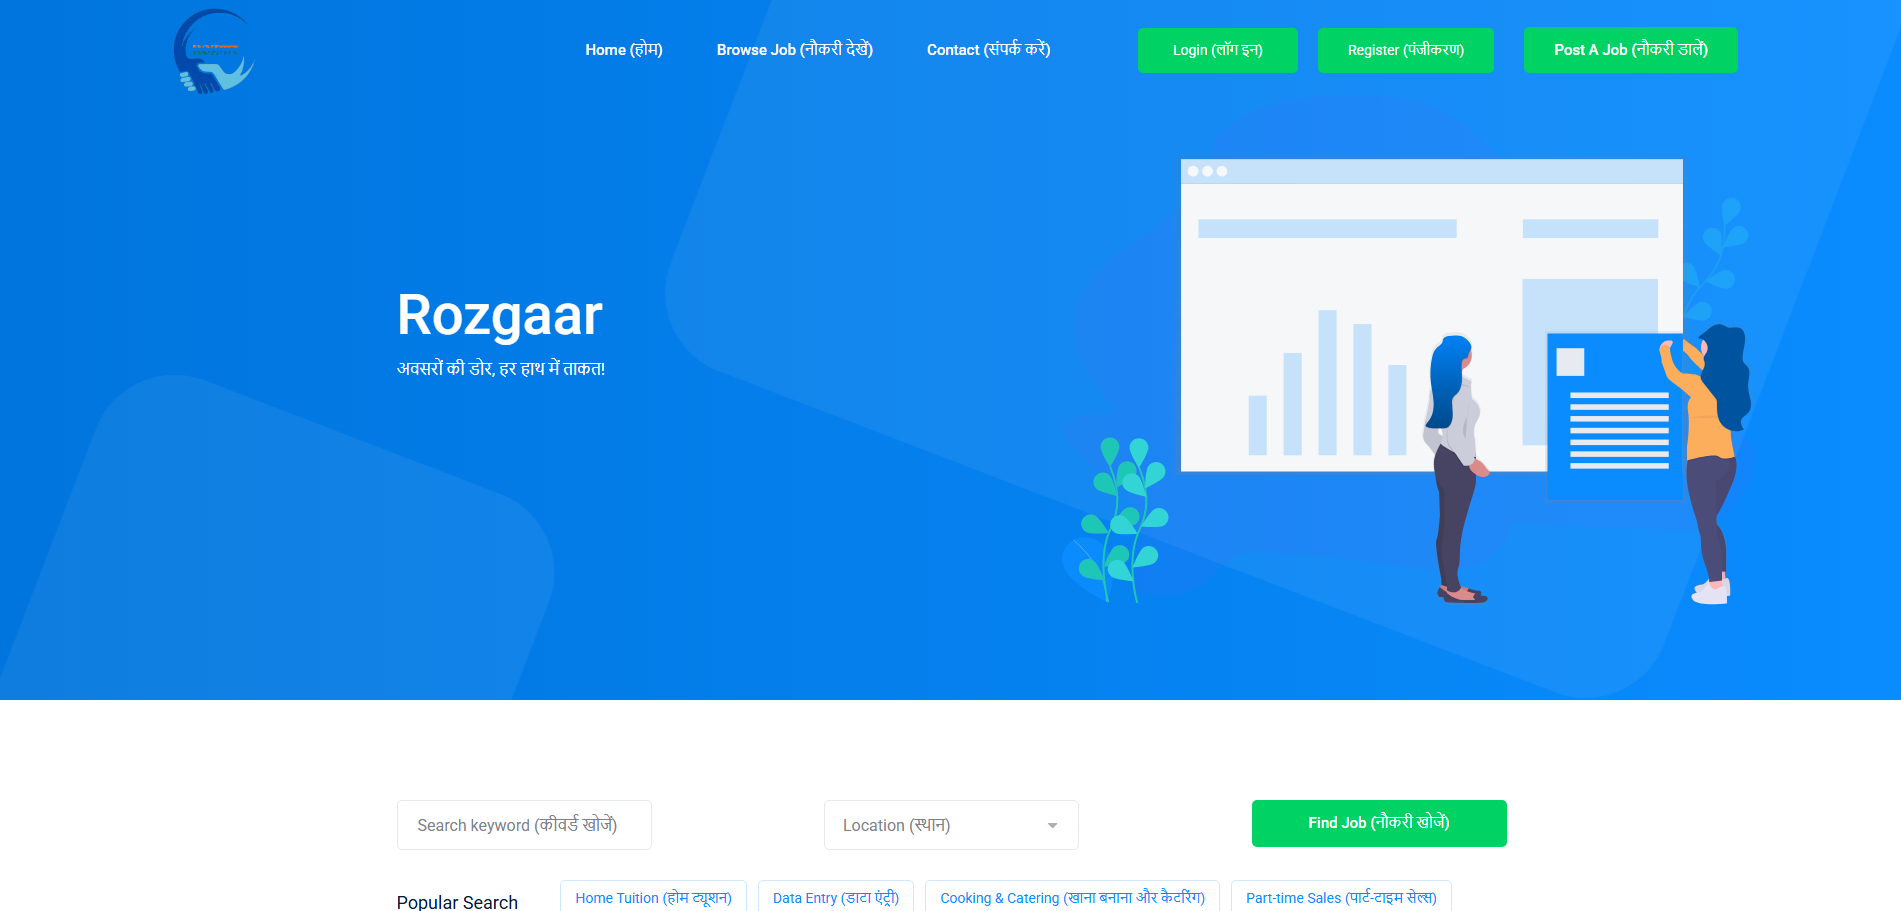 Home (होम)
Browse Job (नौकरी देखें)
Contact (संपर्क करें)
Login (लॉग इन)
Register (पंजीकरण)
Post A Job (नौकरी डालें)
Rozgaar
अवसरों की डोर, हर हाथ में ताकत!
Search keyword (कीवर्ड खोजें)
Location (स्थान)
Find Job (नौकरी खोजें)
Popular Search
Home Tuition (होम ट्यूशन)
Data Entry (डाटा एंट्री)
Cooking & Catering (खाना बनाना और कैटरिंग)
Part-time Sales (पार्ट-टाइम सेल्स)